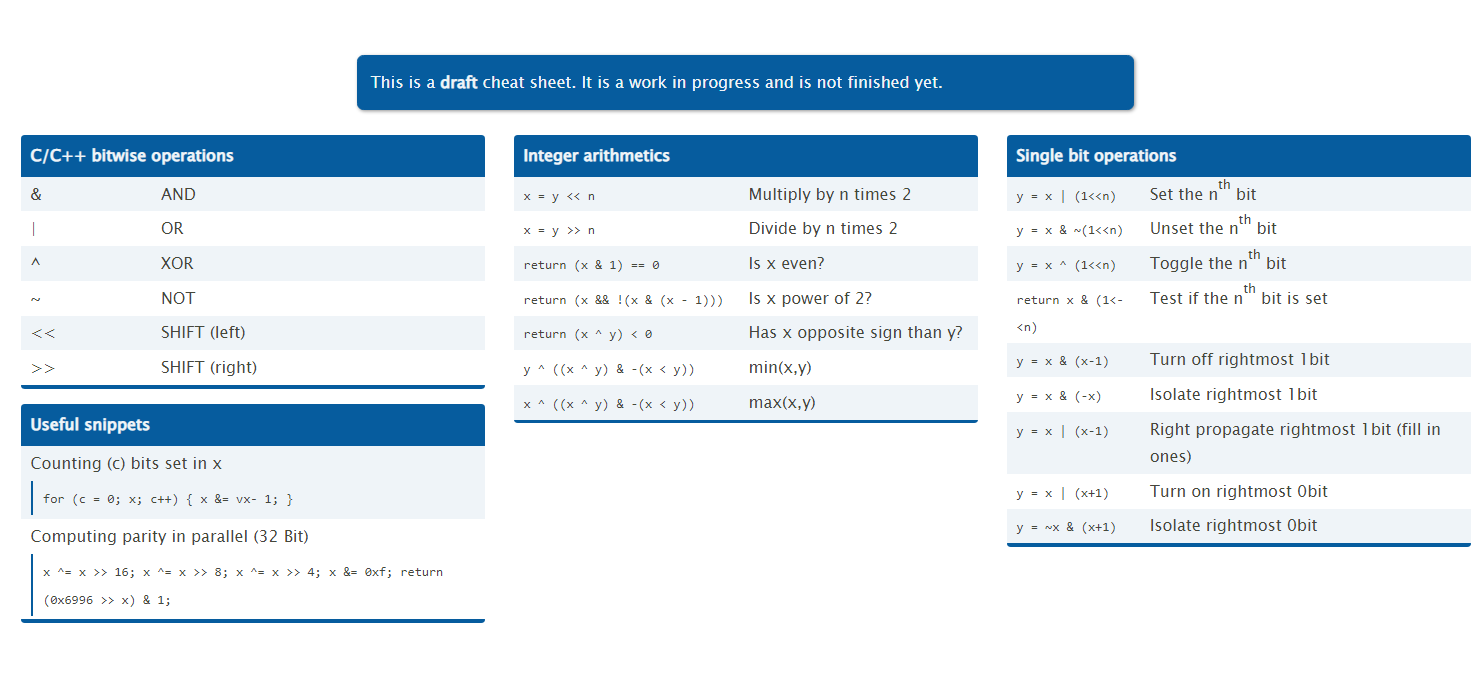 This is a draft cheat sheet. It is a work in progress and is not finished yet.
C/C++ bitwise operations
& AND
| OR
^ XOR
~ NOT
<< SHIFT (left)
>> SHIFT (right)
Useful snippets
Counting (c) bits set in x
for (c = 0; x; c++) { x &= vx- 1; }
Computing parity in parallel (32 Bit)
x ^= x >> 16; x ^= x >> 8; x ^= x >> 4; x &= 0xf; return
(0x6996 >> x) & 1;
Integer arithmetics
x = y << n Multiply by n times 2
x = y >> n Divide by n times 2
return (x & 1) == 0 Is x even?
return (x && !(x & (x - 1))) Is x power of 2?
return (x ^ y) < 0 Has x opposite sign than y?
y ^ ((x ^ y) & -(x < y)) min(x,y)
x ^ ((x ^ y) & -(x < y)) max(x,y)
Single bit operations
y = x | (1<<n) Set the nth bit
y = x & ~(1<<n) Unset the nth bit
y = x ^ (1<<n) Toggle the nth bit
return x & (1<- Test if the nth bit is set
<n)
y = x & (x-1) Turn off rightmost 1bit
y = x & (-x) Isolate rightmost 1bit
y = x | (x-1) Right propagate rightmost 1bit (fill in
ones)
y = x | (x+1) Turn on rightmost 0bit
y = ~x & (x+1) Isolate rightmost 0bit